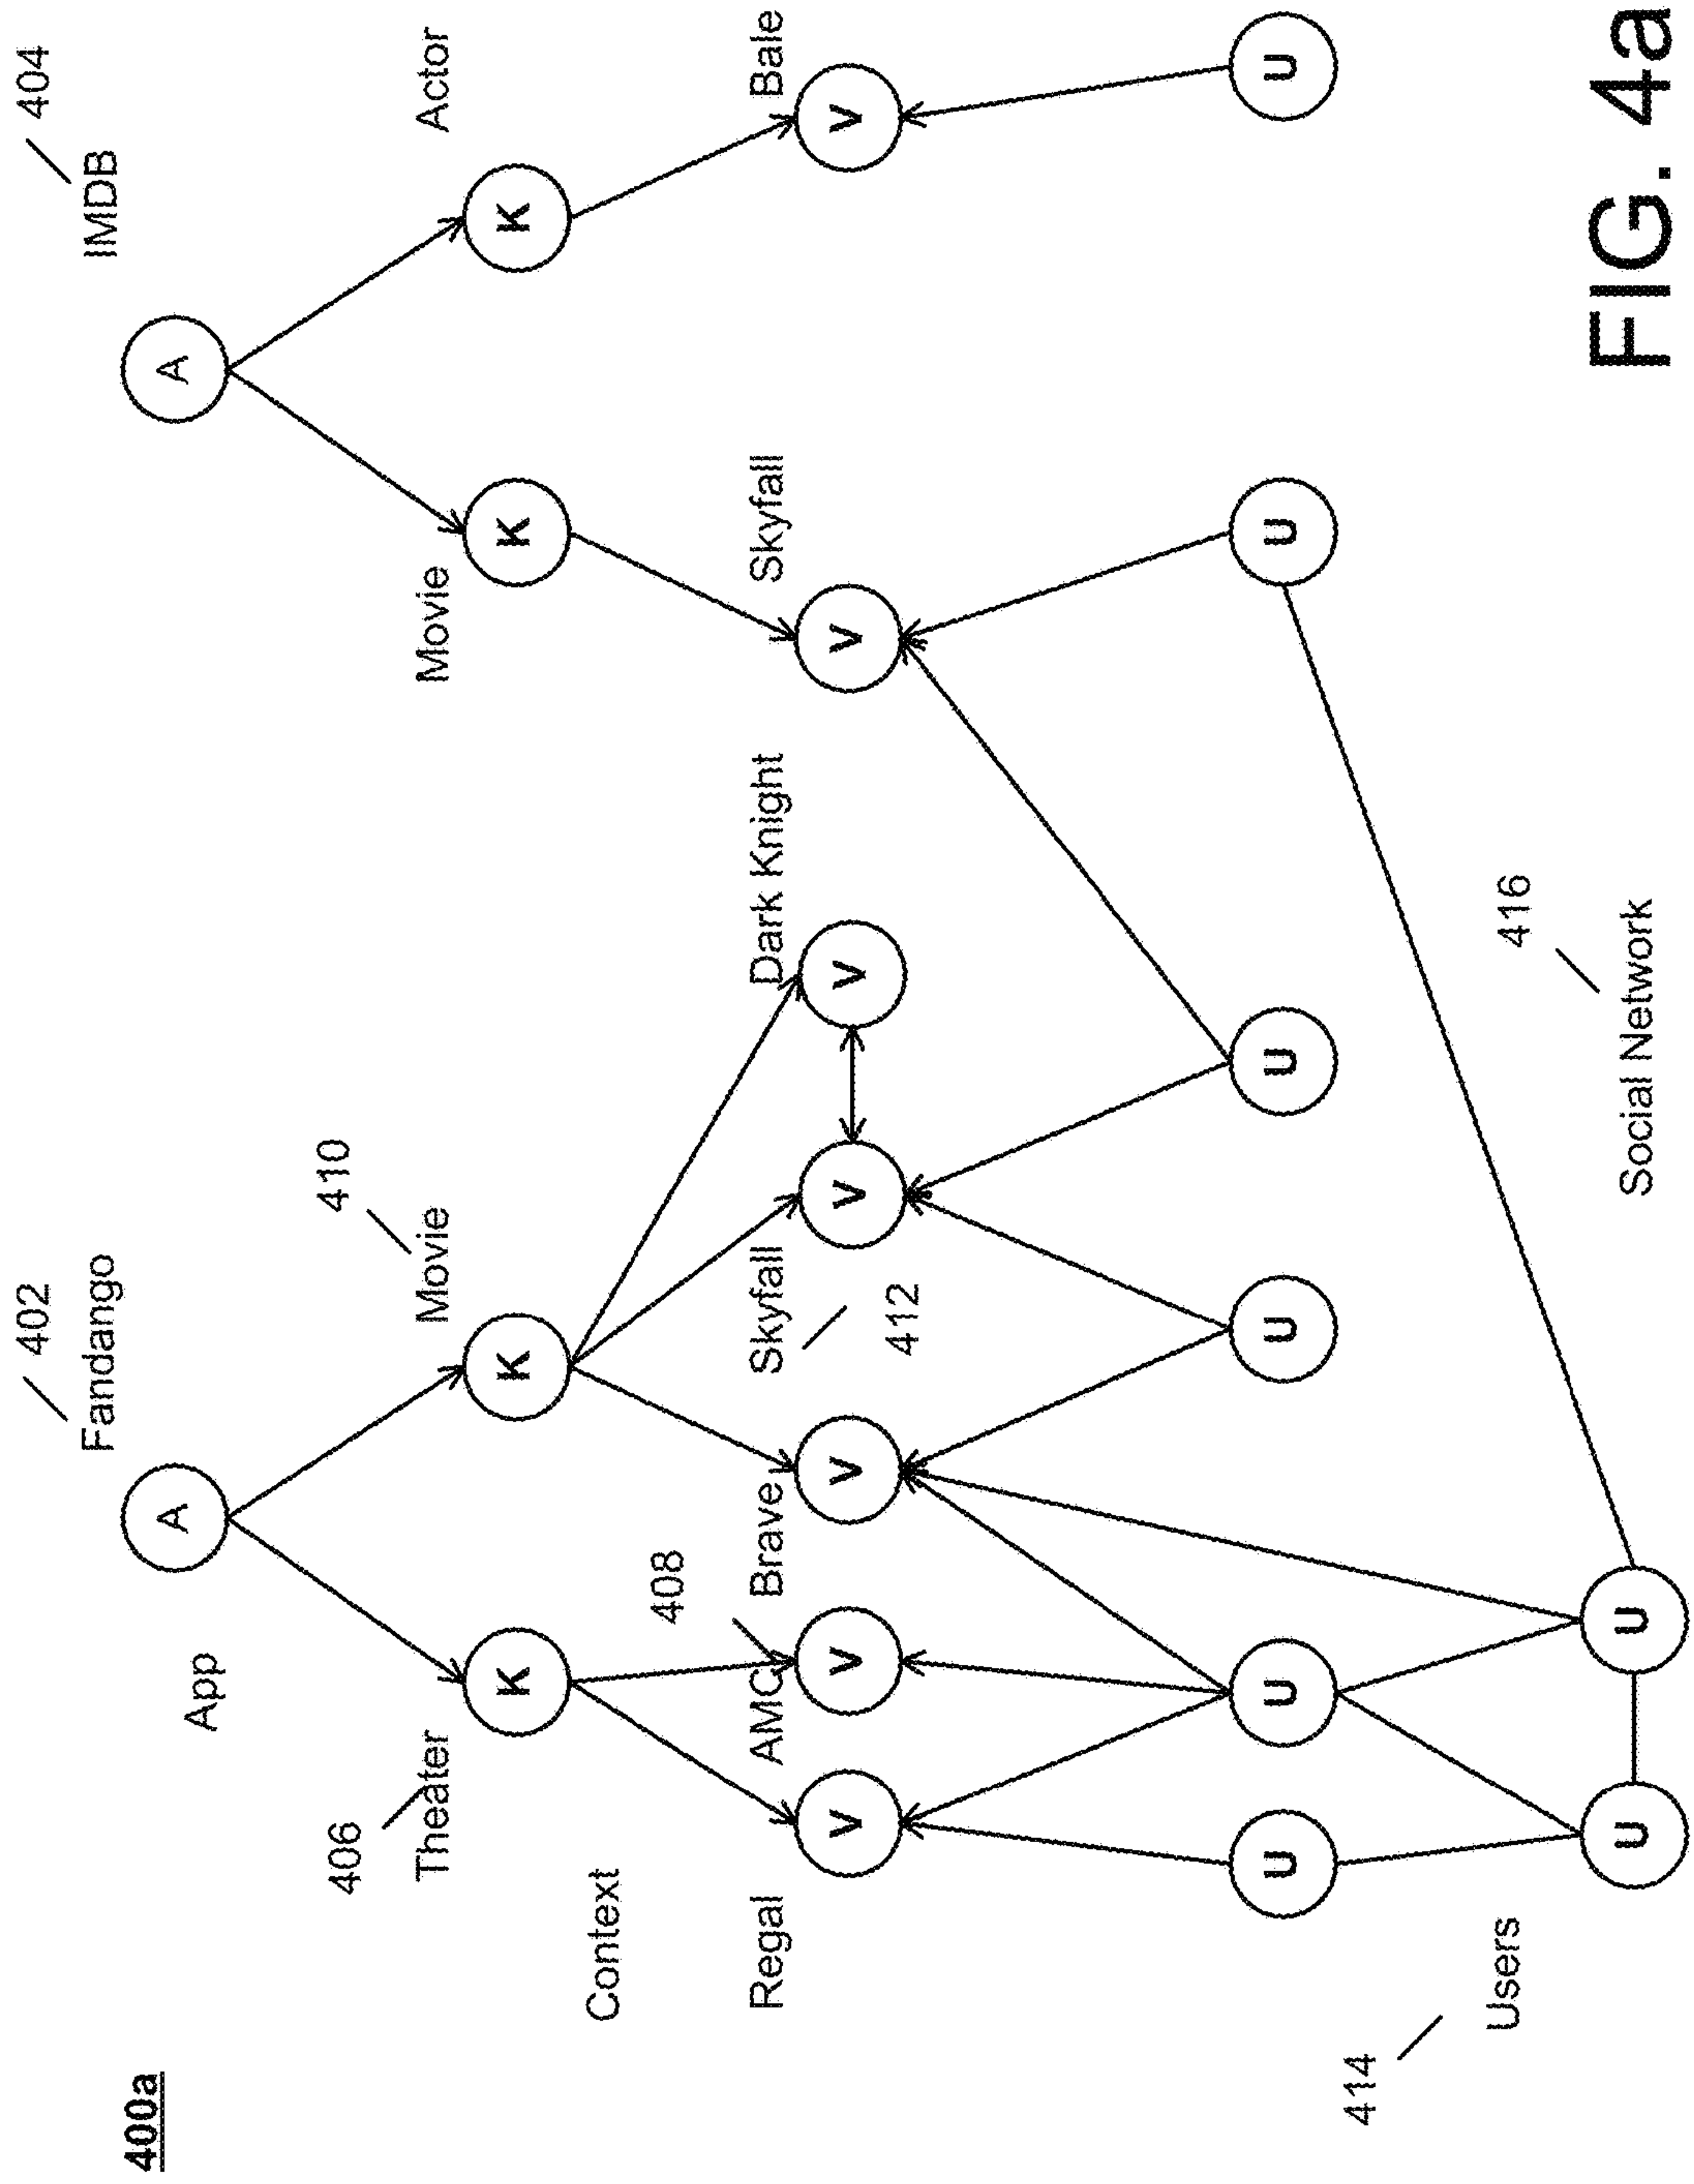 400a
402
Fandango
404
IMDB
App
A
A
406
Theater
410
Movie
Movie
Actor
K
K
K
K
Context
408
Regal
AMC
Brave
Skyfall
Dark Knight
Skyfall
Bale
V
V
V
V
V
V
V
412
U
U
U
U
U
U
414
Users
416
Social Network
U
U
FIG. 4a